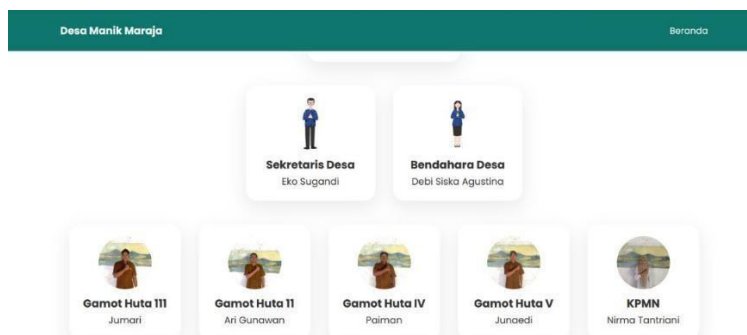 Desa Manik Maraja
Beranda
Sekretaris Desa
Eko Sugandi
Bendahara Desa
Debi Siska Agustina
Gamot Huta 111
Jumari
Gamot Huta 11
Ari Gunawan
Gamot Huta IV
Paiman
Gamot Huta V
Junaedi
KPMN
Nirma Tantriani